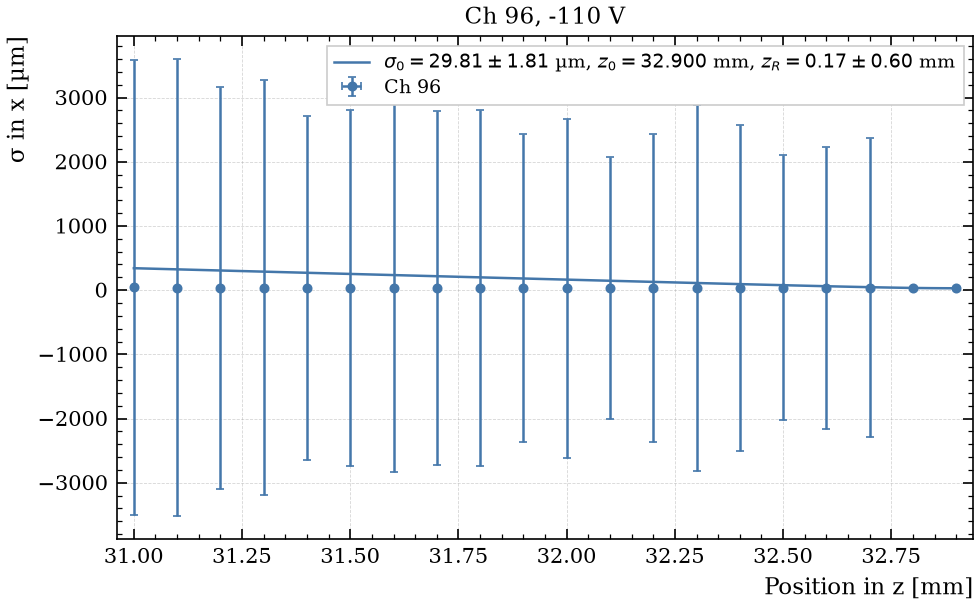 Ch 96, -110 V
σ in x [µm]
σ₀ = 29.81 ± 1.81 µm, z₀ = 32.900 mm, z_R = 0.17 ± 0.60 mm
Ch 96
3000
2000
1000
0
−1000
−2000
−3000
31.00 31.25 31.50 31.75 32.00 32.25 32.50 32.75
Position in z [mm]